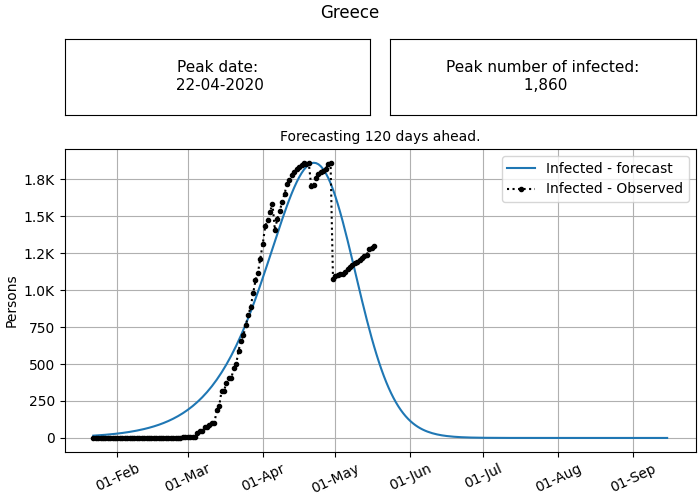 Greece
Peak date:
22-04-2020
Peak number of infected:
1,860
Forecasting 120 days ahead.
Infected - forecast
Infected - Observed
1.8K
1.5K
1.2K
1.0K
750
500
250
0
Persons
01-Feb
01-Mar
01-Apr
01-May
01-Jun
01-Jul
01-Aug
01-Sep